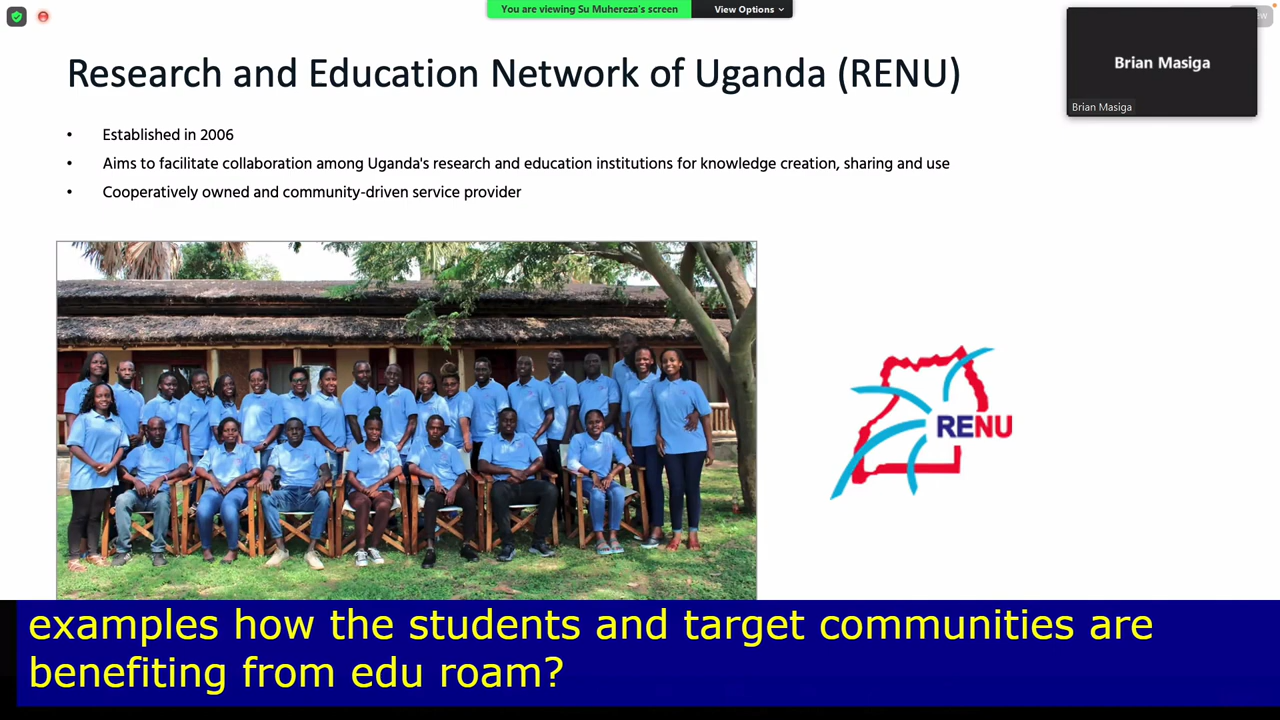 You are viewing Su Muhereza's screen
View Options
Research and Education Network of Uganda (RENU)
Brian Masiga
Brian Masiga
• Established in 2006
• Aims to facilitate collaboration among Uganda's research and education institutions for knowledge creation, sharing and use
• Cooperatively owned and community-driven service provider
RENU
examples how the students and target communities are
benefiting from edu roam?